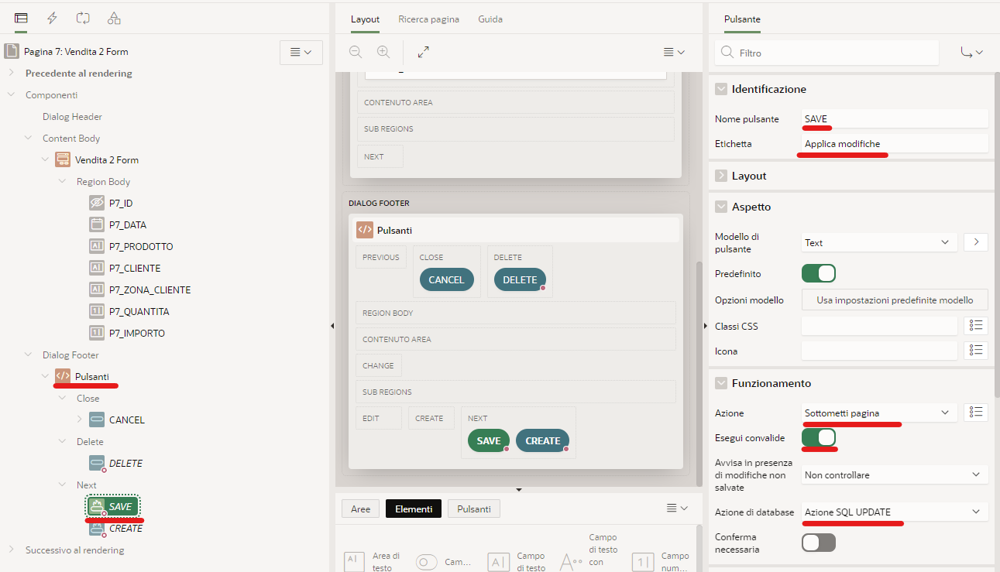 Pagina 7: Vendita 2 Form
Precedente al rendering
Componenti
Dialog Header
Content Body
Vendita 2 Form
Region Body
P7_ID
P7_DATA
P7_PRODOTTO
P7_CLIENTE
P7_ZONA_CLIENTE
P7_QUANTITA
P7_IMPORTO
Dialog Footer
Pulsanti
Close
CANCEL
Delete
DELETE
Next
SAVE
CREATE
Successivo al rendering
Layout Ricerca pagina Guida
CONTENUTO AREA
SUB REGIONS
NEXT
DIALOG FOOTER
Pulsanti
PREVIOUS CLOSE DELETE
CANCEL DELETE
REGION BODY
CONTENUTO AREA
CHANGE
SUB REGIONS
EDIT CREATE NEXT
SAVE CREATE
Aree Elementi Pulsanti
Area di testo
Cam...
Campo di testo
Campo di testo con
Campo num...
Pulsante
Filtro
Identificazione
Nome pulsante SAVE
Etichetta Applica modifiche
Layout
Aspetto
Modello di pulsante Text
Predefinito
Opzioni modello Usa impostazioni predefinite modello
Classi CSS
Icona
Funzionamento
Azione Sottometti pagina
Esegui convalide
Avvisa in presenza di modifiche non salvate Non controllare
Azione di database Azione SQL UPDATE
Conferma necessaria